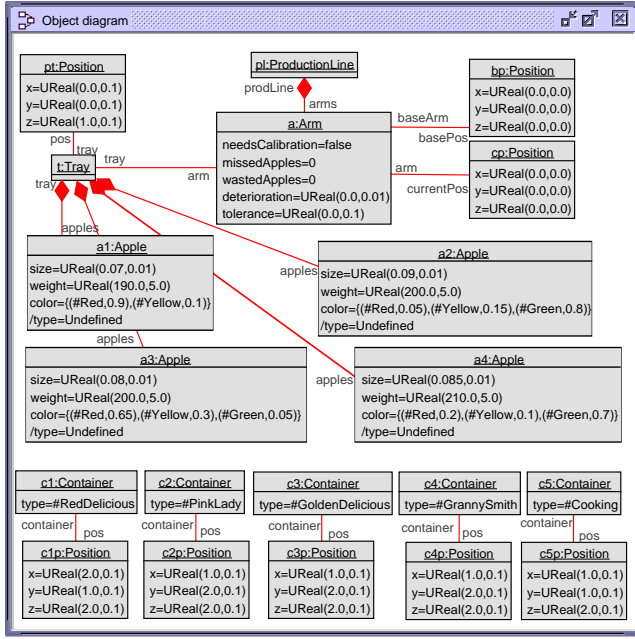 Object diagram
pt:Position
x=UReal(0.0,0.1)
y=UReal(0.0,0.1)
z=UReal(1.0,0.1)
pos
tray
t:Tray
tray
tray
arm
pl:ProductionLine
prodLine
arms
a:Arm
needsCalibration=false
missedApples=0
wastedApples=0
deterioration=UReal(0.0,0.01)
tolerance=UReal(0.0,0.1)
baseArm
basePos
bp:Position
x=UReal(0.0,0.0)
y=UReal(0.0,0.0)
z=UReal(0.0,0.0)
arm
currentPos
cp:Position
x=UReal(0.0,0.0)
y=UReal(0.0,0.0)
z=UReal(0.0,0.0)
apples
a1:Apple
size=UReal(0.07,0.01)
weight=UReal(190.0,5.0)
color={(#Red,0.9),(#Yellow,0.1)}
/type=Undefined
apples
a2:Apple
size=UReal(0.09,0.01)
weight=UReal(200.0,5.0)
color={(#Red,0.05),(#Yellow,0.15),(#Green,0.8)}
/type=Undefined
apples
a3:Apple
size=UReal(0.08,0.01)
weight=UReal(200.0,5.0)
color={(#Red,0.65),(#Yellow,0.3),(#Green,0.05)}
/type=Undefined
apples
a4:Apple
size=UReal(0.085,0.01)
weight=UReal(210.0,5.0)
color={(#Red,0.2),(#Yellow,0.1),(#Green,0.7)}
/type=Undefined
c1:Container
type=#RedDelicious
container
pos
c1p:Position
x=UReal(2.0,0.1)
y=UReal(1.0,0.1)
z=UReal(2.0,0.1)
c2:Container
type=#PinkLady
container
pos
c2p:Position
x=UReal(1.0,0.1)
y=UReal(2.0,0.1)
z=UReal(2.0,0.1)
c3:Container
type=#GoldenDelicious
container
pos
c3p:Position
x=UReal(1.0,0.1)
y=UReal(2.0,0.1)
z=UReal(2.0,0.1)
c4:Container
type=#GrannySmith
container
pos
c4p:Position
x=UReal(1.0,0.1)
y=UReal(2.0,0.1)
z=UReal(2.0,0.1)
c5:Container
type=#Cooking
container
pos
c5p:Position
x=UReal(1.0,0.1)
y=UReal(1.0,0.1)
z=UReal(2.0,0.1)